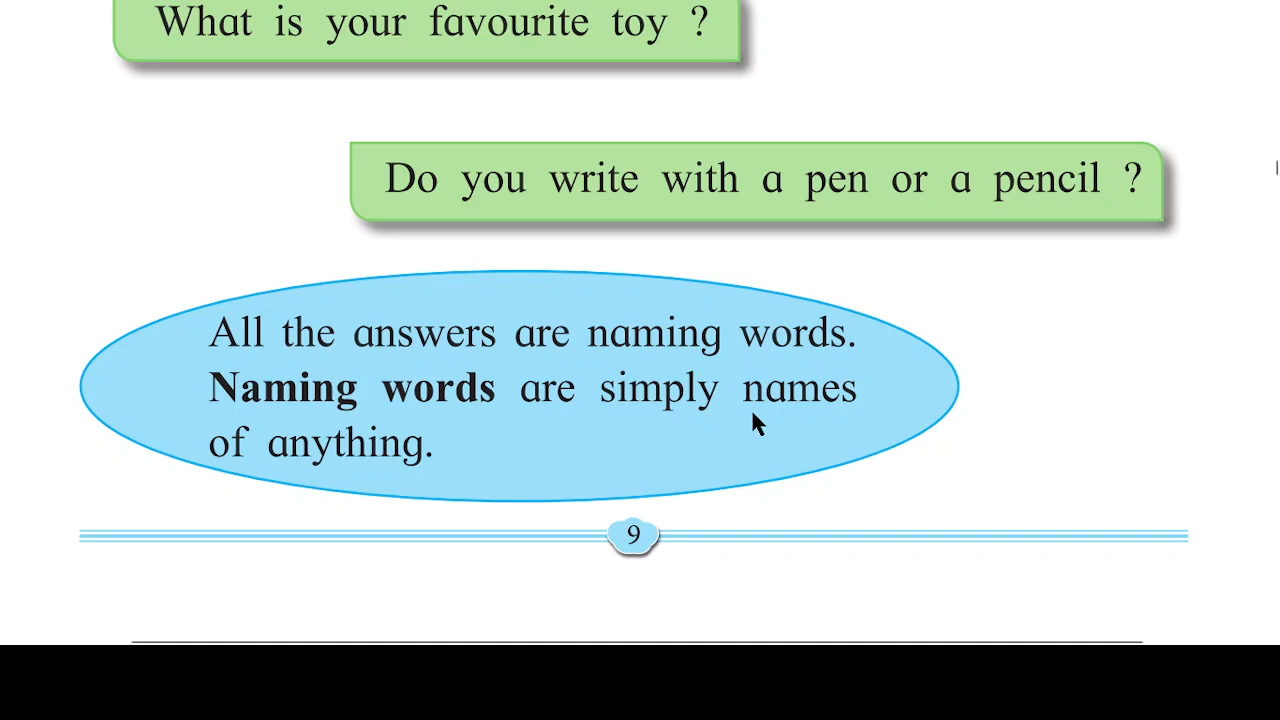 What is your favourite toy ?
Do you write with a pen or a pencil ?
All the answers are naming words.
Naming words are simply names
of anything.
9